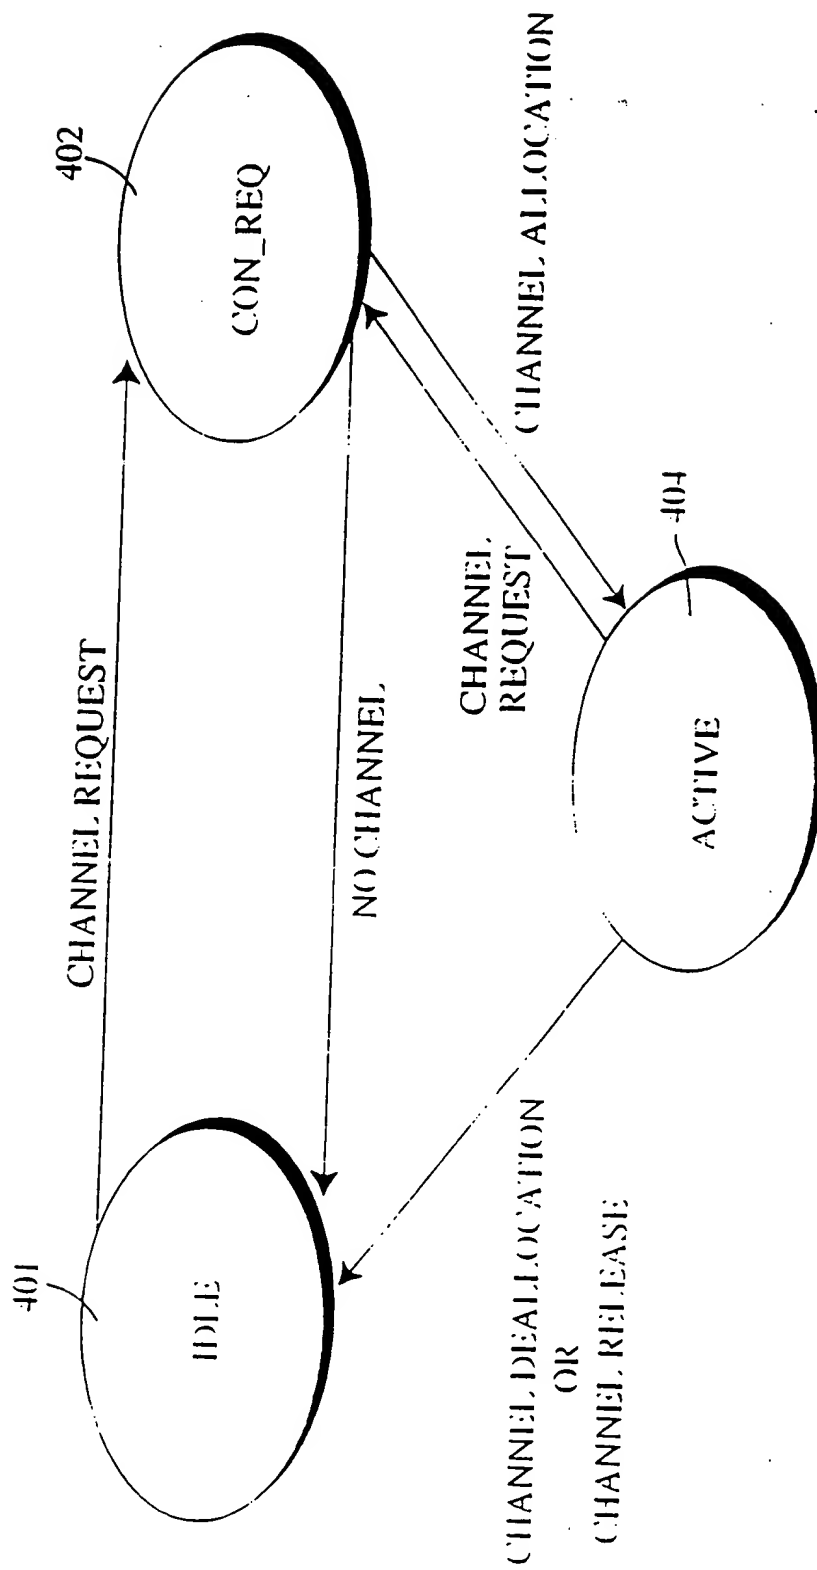 401
IDLE
CHANNEL REQUEST
402
CON_REQ
NO CHANNEL
CHANNEL
REQUEST
CHANNEL ALLOCATION
404
ACTIVE
CHANNEL DEALLOCATION
OR
CHANNEL RELEASE